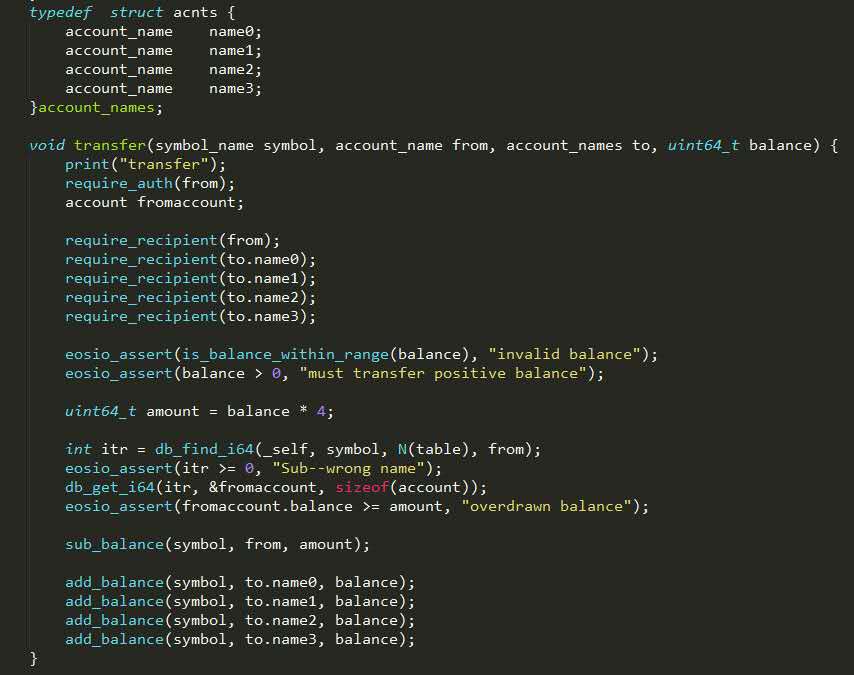 typedef  struct acnts {
    account_name    name0;
    account_name    name1;
    account_name    name2;
    account_name    name3;
}account_names;

void transfer(symbol_name symbol, account_name from, account_names to, uint64_t balance) {
    print("transfer");
    require_auth(from);
    account fromaccount;

    require_recipient(from);
    require_recipient(to.name0);
    require_recipient(to.name1);
    require_recipient(to.name2);
    require_recipient(to.name3);

    eosio_assert(is_balance_within_range(balance), "invalid balance");
    eosio_assert(balance > 0, "must transfer positive balance");

    uint64_t amount = balance * 4;

    int itr = db_find_i64(_self, symbol, N(table), from);
    eosio_assert(itr >= 0, "Sub--wrong name");
    db_get_i64(itr, &fromaccount, sizeof(account));
    eosio_assert(fromaccount.balance >= amount, "overdrawn balance");

    sub_balance(symbol, from, amount);

    add_balance(symbol, to.name0, balance);
    add_balance(symbol, to.name1, balance);
    add_balance(symbol, to.name2, balance);
    add_balance(symbol, to.name3, balance);
}